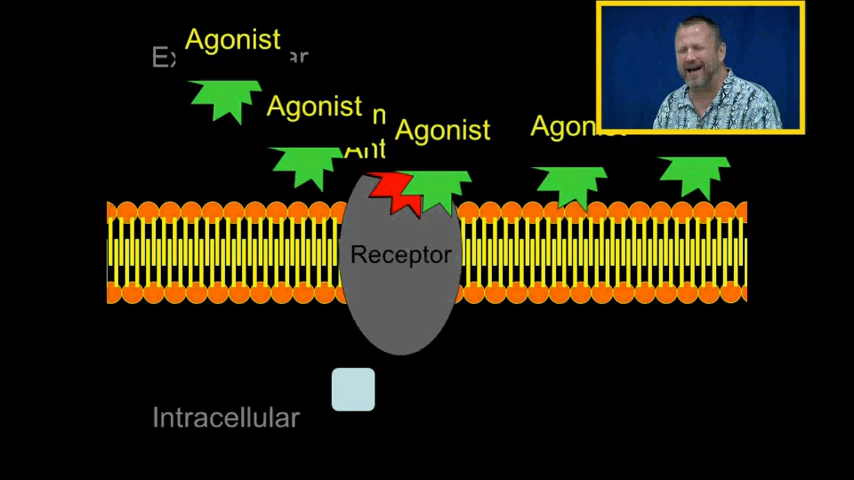 Agonist
Agonist
Agonist
Receptor
Intracellular